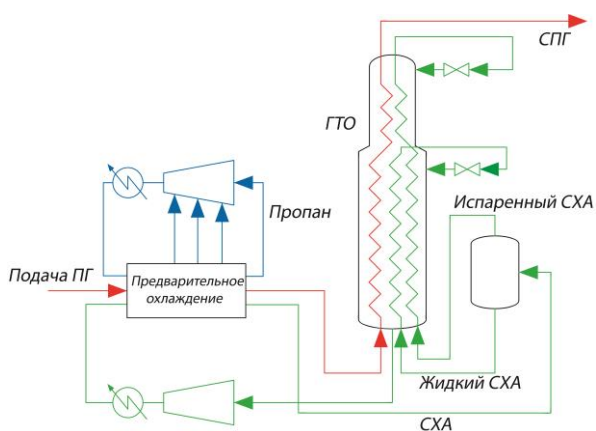 СПГ
ГТО
Испаренный СХА
Пропан
Подача ПГ
Предварительное
охлаждение
Жидкий СХА
СХА